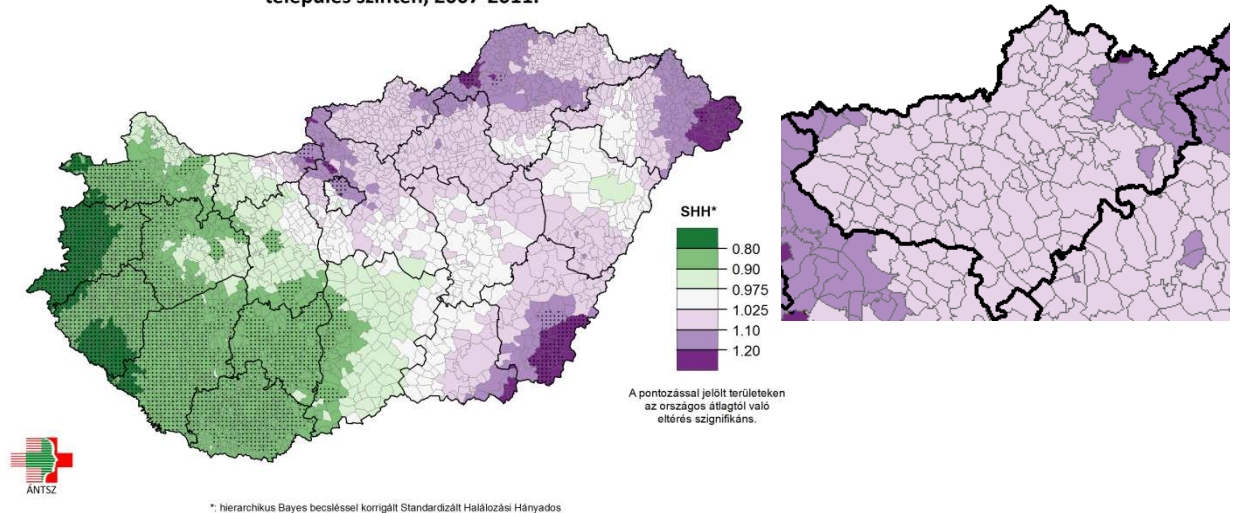 település szinten, 2007-2011.
SHH*
0.80
0.90
0.975
1.025
1.10
1.20
A pontozással jelölt területeken
az országos átlagtól való
eltérés szignifikáns.
ÁNTSZ
*: hierarchikus Bayes becsléssel korrigált Standardizált Halálozási Hányados